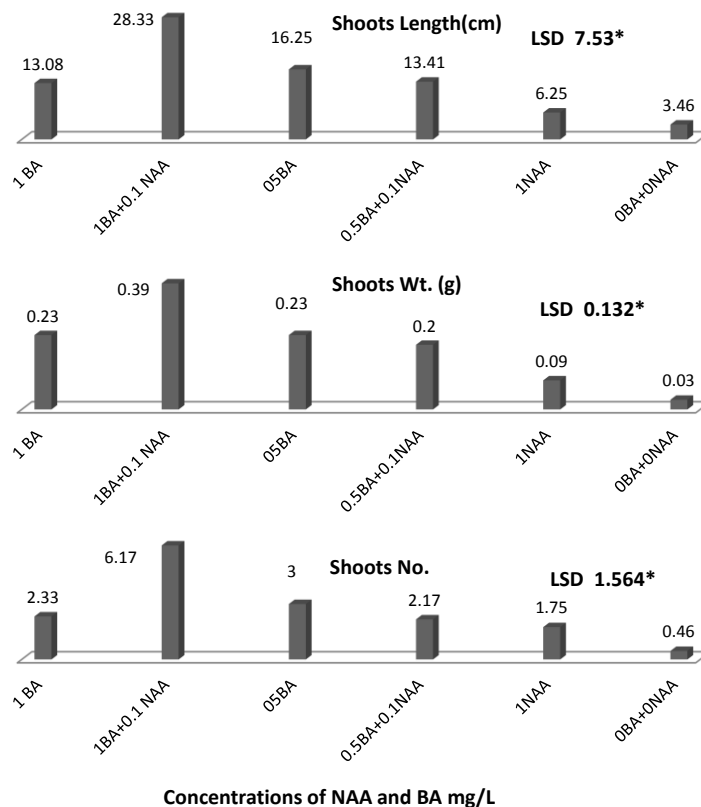 Shoots Length(cm)
LSD 7.53*
13.08
28.33
16.25
13.41
6.25
3.46
1 BA
1BA+0.1 NAA
05BA
0.5BA+0.1NAA
1NAA
0BA+0NAA
Shoots Wt. (g)
LSD 0.132*
0.23
0.39
0.23
0.2
0.09
0.03
1 BA
1BA+0.1 NAA
05BA
0.5BA+0.1NAA
1NAA
0BA+0NAA
Shoots No.
LSD 1.564*
2.33
6.17
3
2.17
1.75
0.46
1 BA
1BA+0.1 NAA
05BA
0.5BA+0.1NAA
1NAA
0BA+0NAA
Concentrations of NAA and BA mg/L